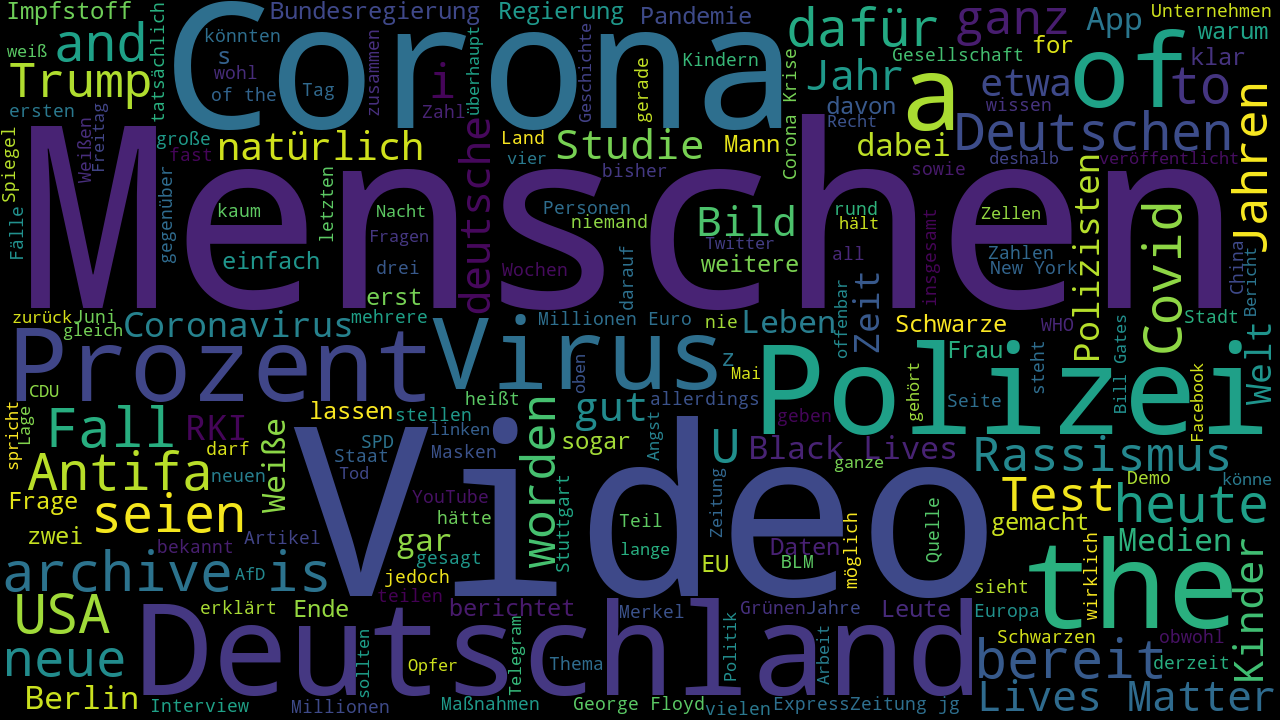 Impfstoff
Bundesregierung
Regierung
Pandemie
dafür
ganz
App
Unternehmen
weiß
and
tatsächlich
Corona
könnten
s
wohl
of the
Tag
zusammen
Zahl
i
überhaupt
Geschichte
gerade
Kindern
Corona Krise
Gesellschaft
for
warum
klar
Trump
ersten
Jahr
davon
Recht
a
etwa
wissen
of
to
Jahren
Spiegel
Weißen
Freitag
große
fast
natürlich
deutsche
Land
vier
Studie
bisher
Mann
dabei
Deutschen
deshalb
veröffentlicht
sowie
Menschen
Fälle
gegenüber
kaum
einfach
letzten
Nacht
Fragen
drei
erst
Wochen
Personen
niemand
darauf
Bild
Twitter
weitere
rund
hält
all
insgesamt
Zellen
Zahlen
New York
Polizisten
Covid
China
Bericht
zurück
Juni
gleich
Coronavirus
mehrere
Virus
Millionen Euro
nie
Leben
offenbar
Zeit
Schwarze
WHO
Stadt
Welt
Prozent
CDU
z
Mai
oben
Polizei
Frau
steht
Bill Gates
gehört
Seite
Facebook
spricht
Lage
Fall
RKI
darf
lassen
stellen
heißt
linken
gut
allerdings
geben
Antifa
neuen
Weiße
SPD
Staat
Tod
Masken
worden
sogar
Angst
U
Black Lives
ganze
Rassismus
Demo
könne
Frage
seien
zwei
bekannt
Artikel
Video
YouTube
hätte
gar
gesagt
jedoch
teilen
Stuttgart
Teil
lange
Zeitung
Daten
BLM
EU
möglich
Quelle
Test
heute
gemacht
Medien
archive
AfD
is
the
sieht
wirklich
Kinder
USA
erklärt
Ende
berichtet
Merkel
Grünen
Jahre
Leute
Europa
Schwarzen
obwohl
neue
Deutschland
sollten
Opfer
Telegram
Thema
Politik
Arbeit
bereit
derzeit
Berlin
Interview
Millionen
Maßnahmen
George Floyd
vielen
ExpressZeitung jg
Lives Matter